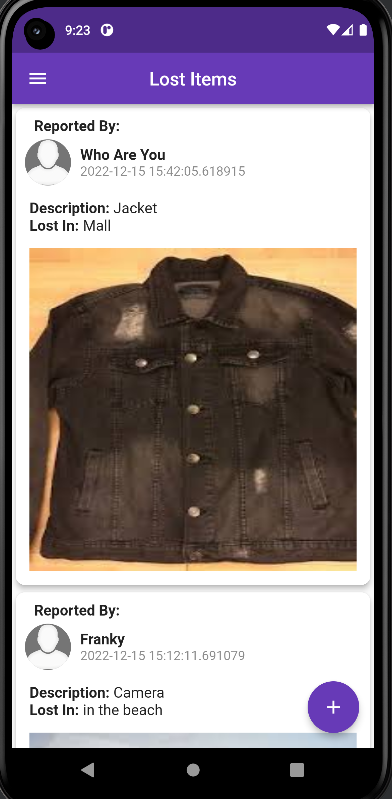 9:23
Lost Items
Reported By:
Who Are You
2022-12-15 15:42:05.618915
Description: Jacket
Lost In: Mall
Reported By:
Franky
2022-12-15 15:12:11.691079
Description: Camera
Lost In: in the beach